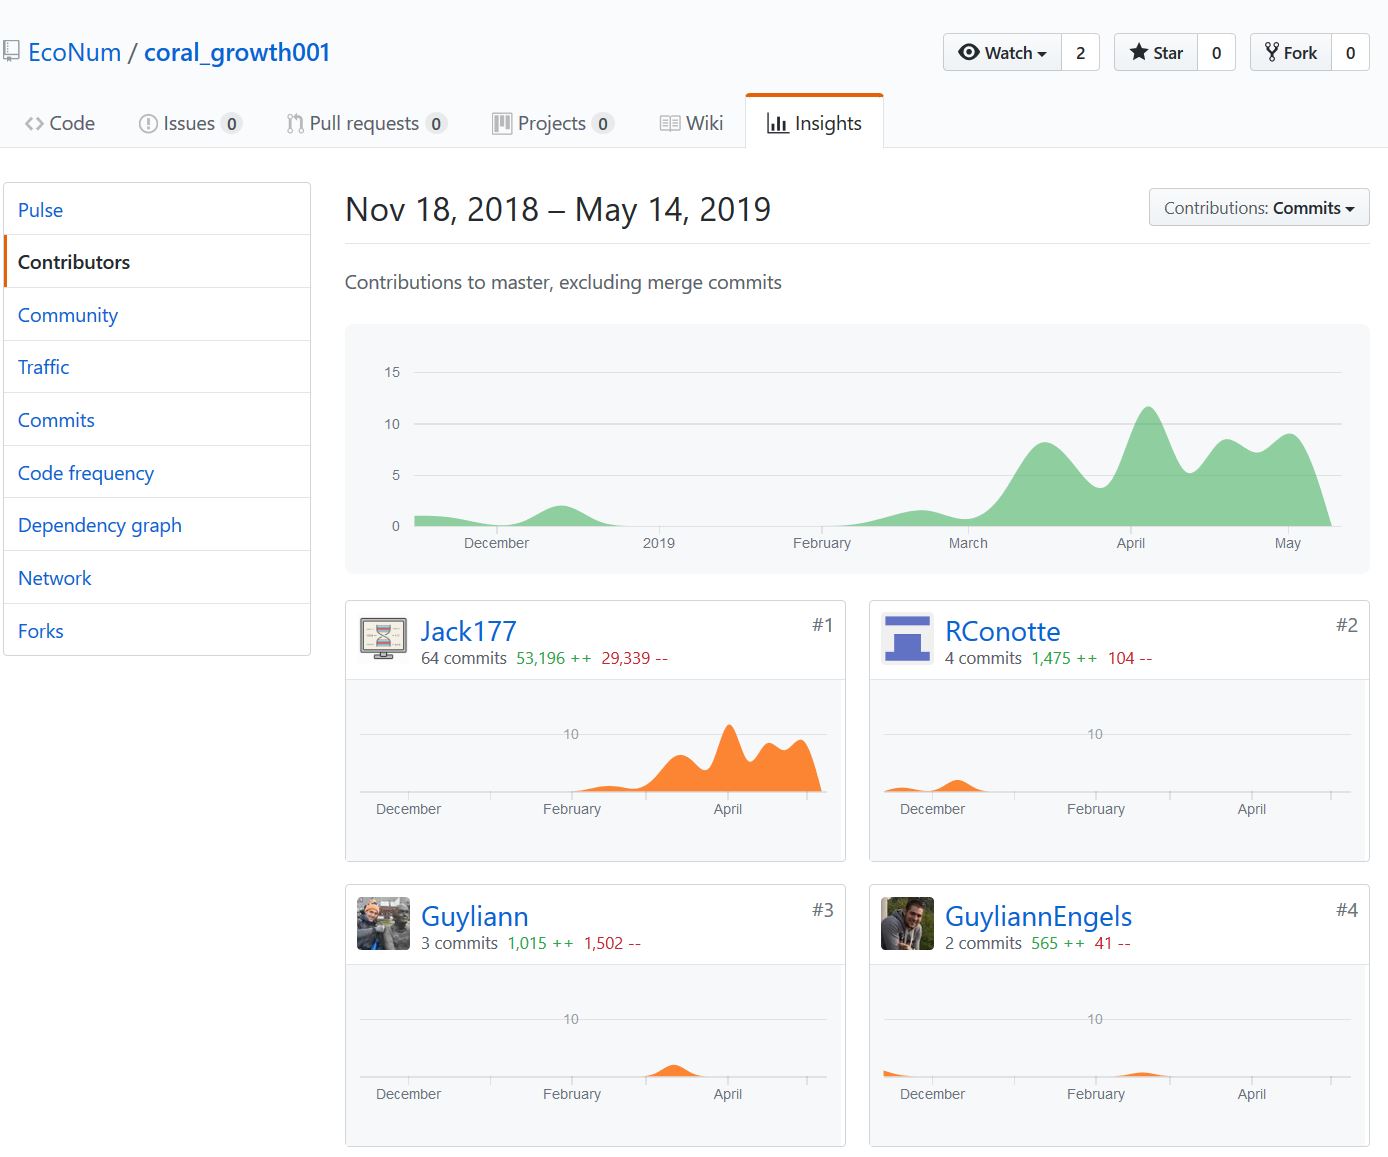 EcoNum / coral_growth001
Watch 2 Star 0 Fork 0
Code Issues 0 Pull requests 0 Projects 0 Wiki Insights
Pulse
Contributors
Community
Traffic
Commits
Code frequency
Dependency graph
Network
Forks
Nov 18, 2018 – May 14, 2019
Contributions: Commits
Contributions to master, excluding merge commits
15
10
5
0
December 2019 February March April May
Jack177 #1
64 commits 53,196 ++ 29,339 --
10
December February April
RConotte #2
4 commits 1,475 ++ 104 --
10
December February April
Guyliann #3
3 commits 1,015 ++ 1,502 --
10
December February April
GuyliannEngels #4
2 commits 565 ++ 41 --
10
December February April